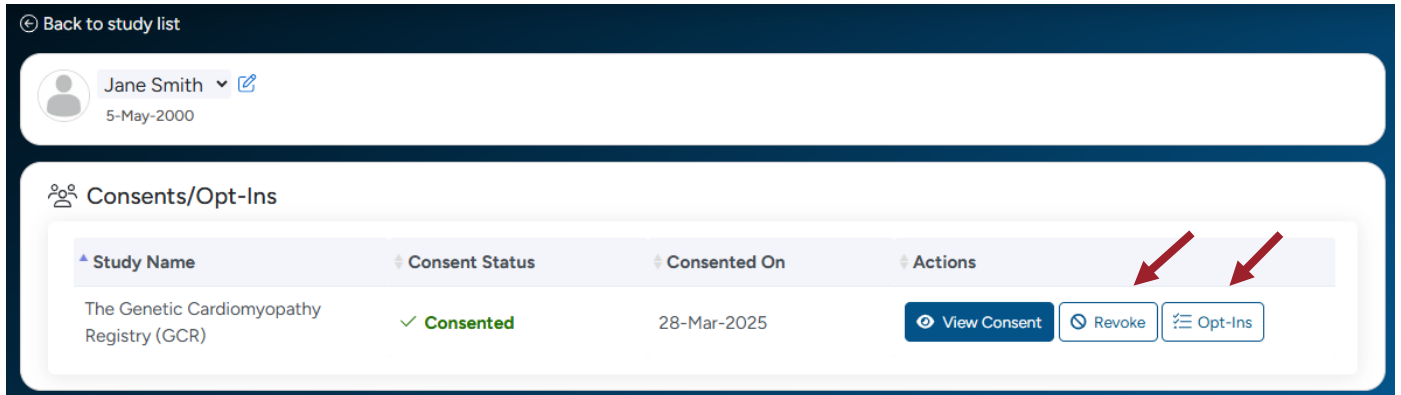 Back to study list
Jane Smith
5-May-2000
Consents/Opt-Ins
Study Name Consent Status Consented On Actions
The Genetic Cardiomyopathy
Registry (GCR)
Consented 28-Mar-2025 View Consent Revoke Opt-Ins